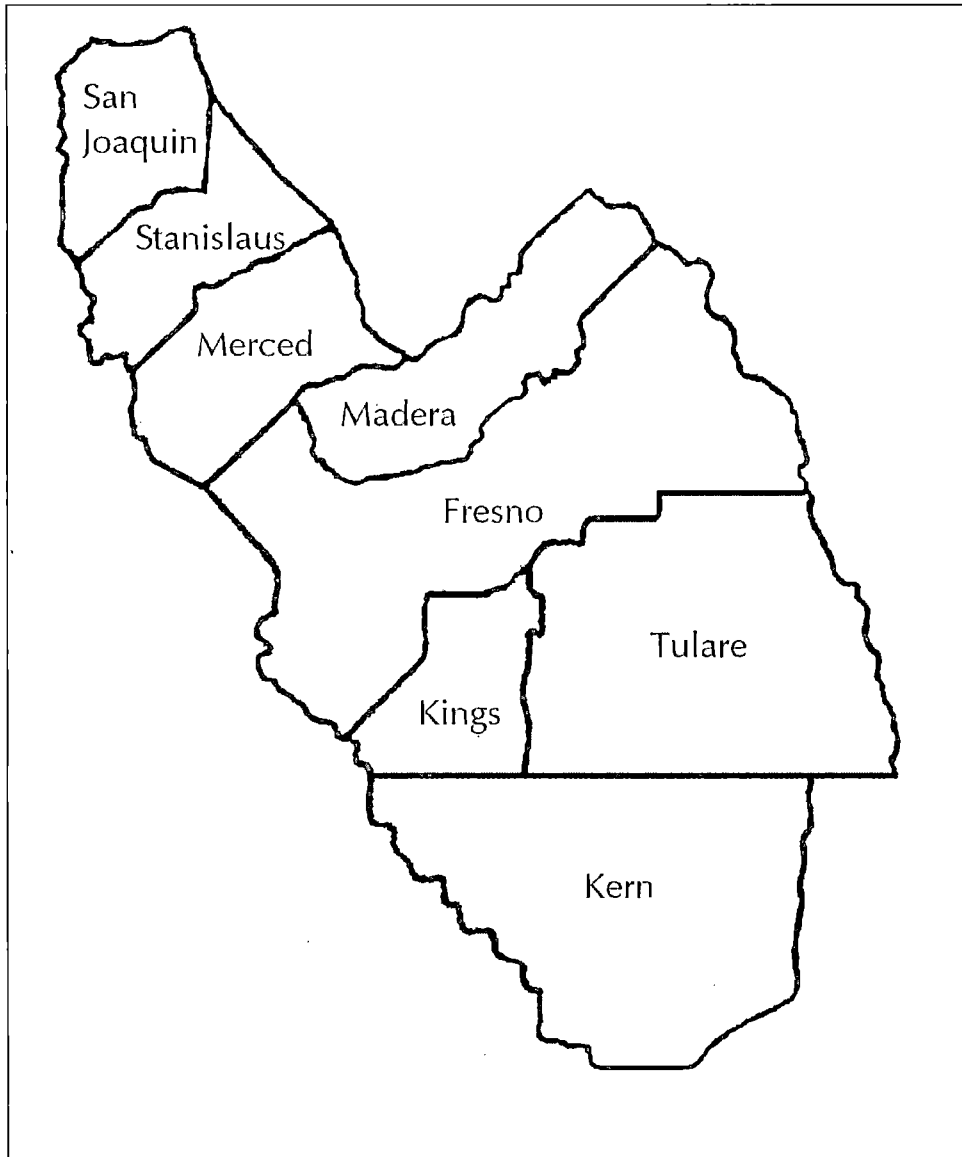 San
Joaquin
Stanislaus
Merced
Madera
Fresno
Tulare
Kings
Kern